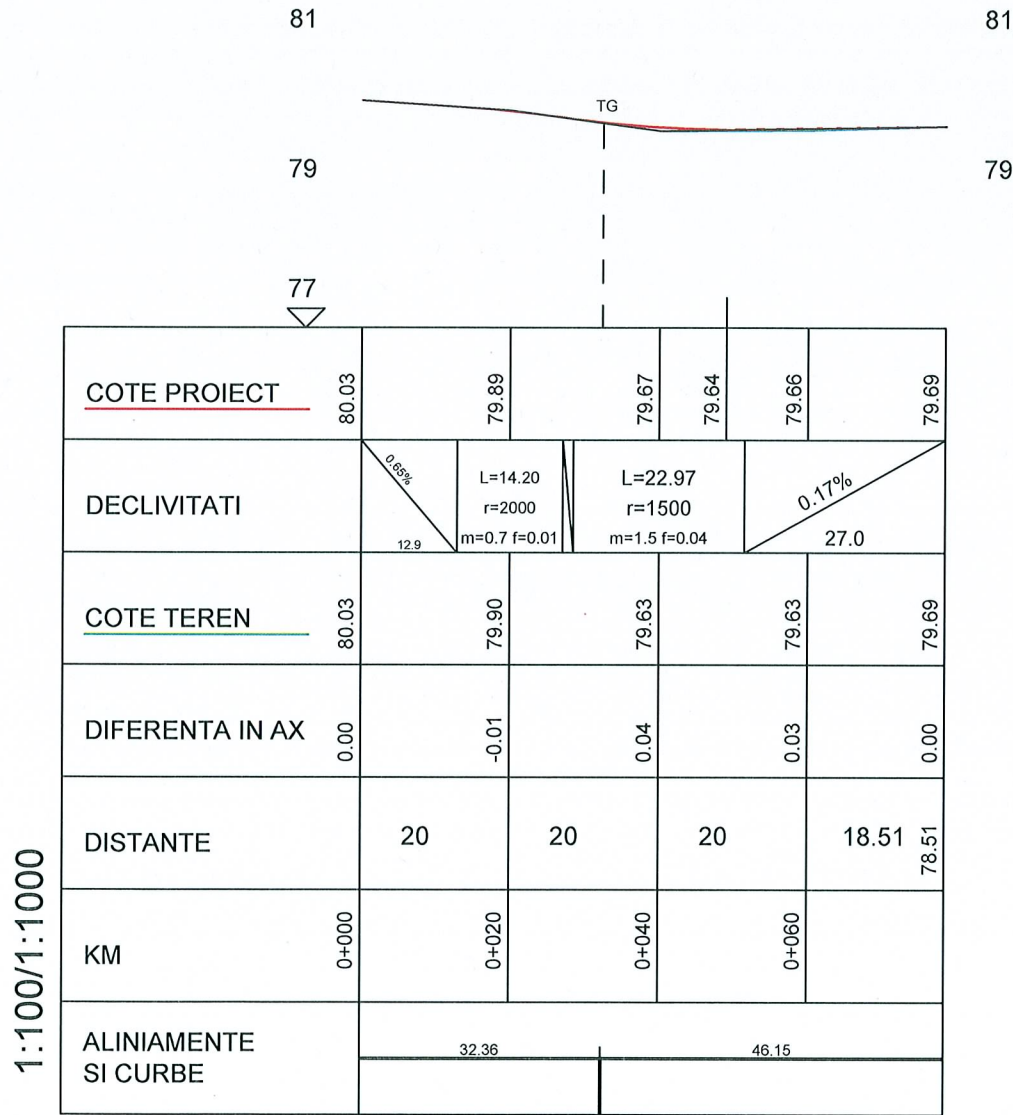 81 81
TG
79 79
77
COTE PROIECT 80.03 79.89 79.67 79.64 79.66 79.69
DECLIVITATI
0.65%
12.9
L=14.20
r=2000
m=0.7 f=0.01
L=22.97
r=1500
m=1.5 f=0.04
0.17%
27.0
COTE TEREN 80.03 79.90 79.63 79.63 79.69
DIFERENTA IN AX 0.00 -0.01 0.04 0.03 0.00
DISTANTE 20 20 20 18.51 78.51
KM 0+000 0+020 0+040 0+060
ALINIAMENTE
SI CURBE
32.36 46.15
1:100/1:1000